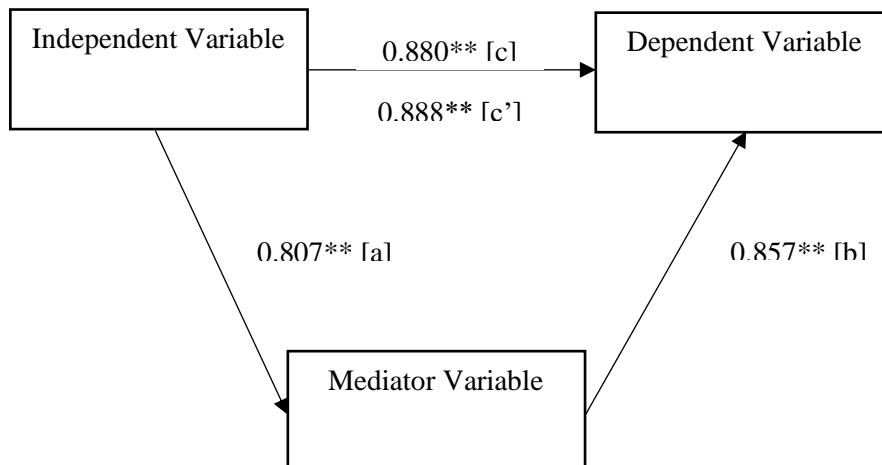 Independent Variable
0.880** [c]
Dependent Variable
0.888** [c’]
0.807** [a]
0.857** [b]
Mediator Variable